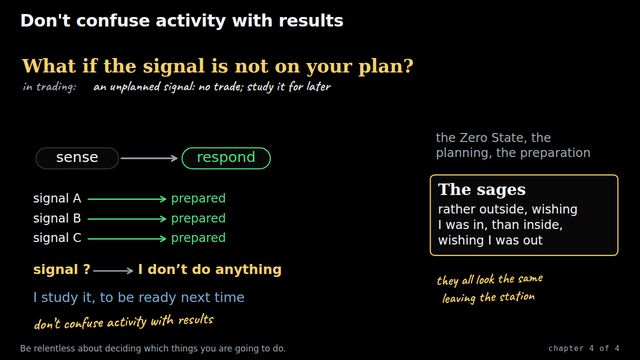 Don't confuse activity with results
What if the signal is not on your plan?
in trading: an unplanned signal: no trade; study it for later
sense respond
signal A prepared
signal B prepared
signal C prepared
signal ? I don't do anything
I study it, to be ready next time
don't confuse activity with results
the Zero State, the
planning, the preparation
The sages
rather outside, wishing
I was in, than inside,
wishing I was out
they all look the same
leaving the station
Be relentless about deciding which things you are going to do.
chapter 4 of 4